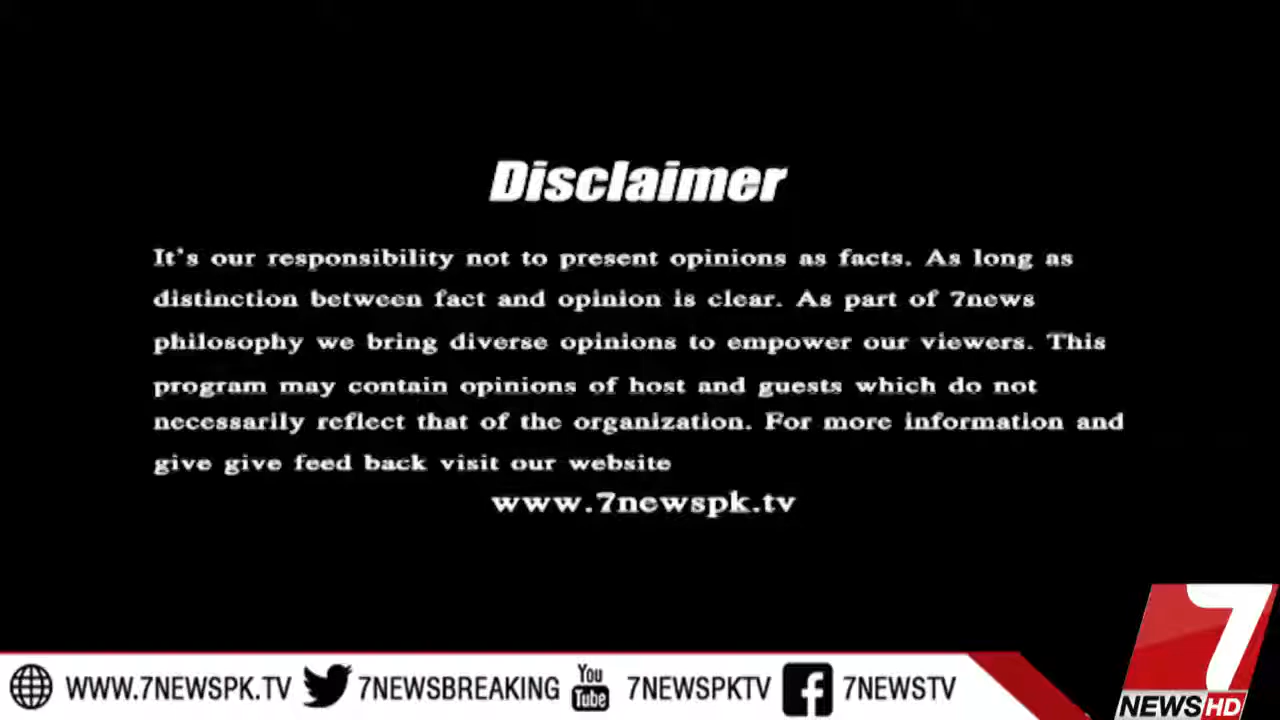 Disclaimer
It's our responsibility not to present opinions as facts. As long as
distinction between fact and opinion is clear. As part of 7news
philosophy we bring diverse opinions to empower our viewers. This
program may contain opinions of host and guests which do not
necessarily reflect that of the organization. For more information and
give give feed back visit our website
www.7newspk.tv
7
NEWS HD
WWW.7NEWSPK.TV 7NEWSBREAKING You Tube 7NEWSPKTV f 7NEWSTV